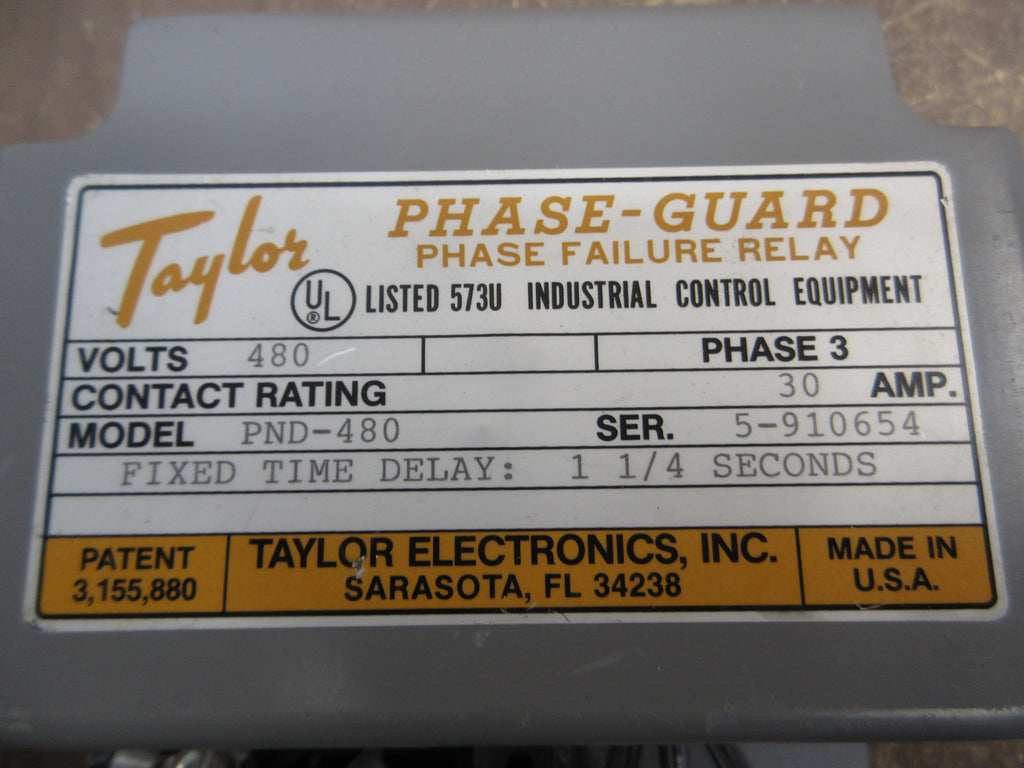 Taylor
PHASE-GUARD
PHASE FAILURE RELAY
UL ® LISTED 573U INDUSTRIAL CONTROL EQUIPMENT
VOLTS 480 PHASE 3
CONTACT RATING 30 AMP.
MODEL PND-480 SER. 5-910654
FIXED TIME DELAY: 1 1/4 SECONDS
PATENT
3,155,880
TAYLOR ELECTRONICS, INC.
SARASOTA, FL 34238
MADE IN
U.S.A.